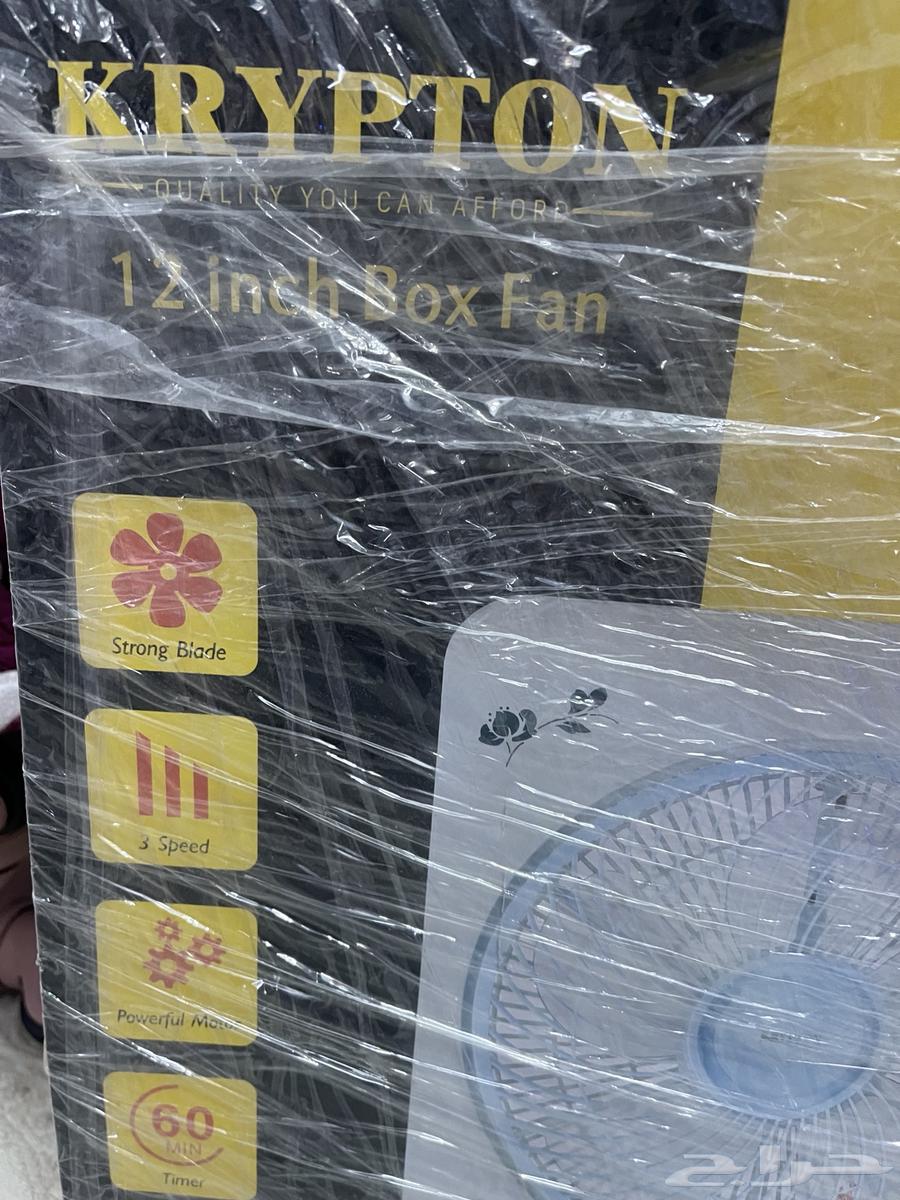 KRYPTON
QUALITY YOU CAN AFFORD
12 inch Box Fan
Strong Blade
3 Speed
Powerful Motor
60
MIN
Timer
حراج